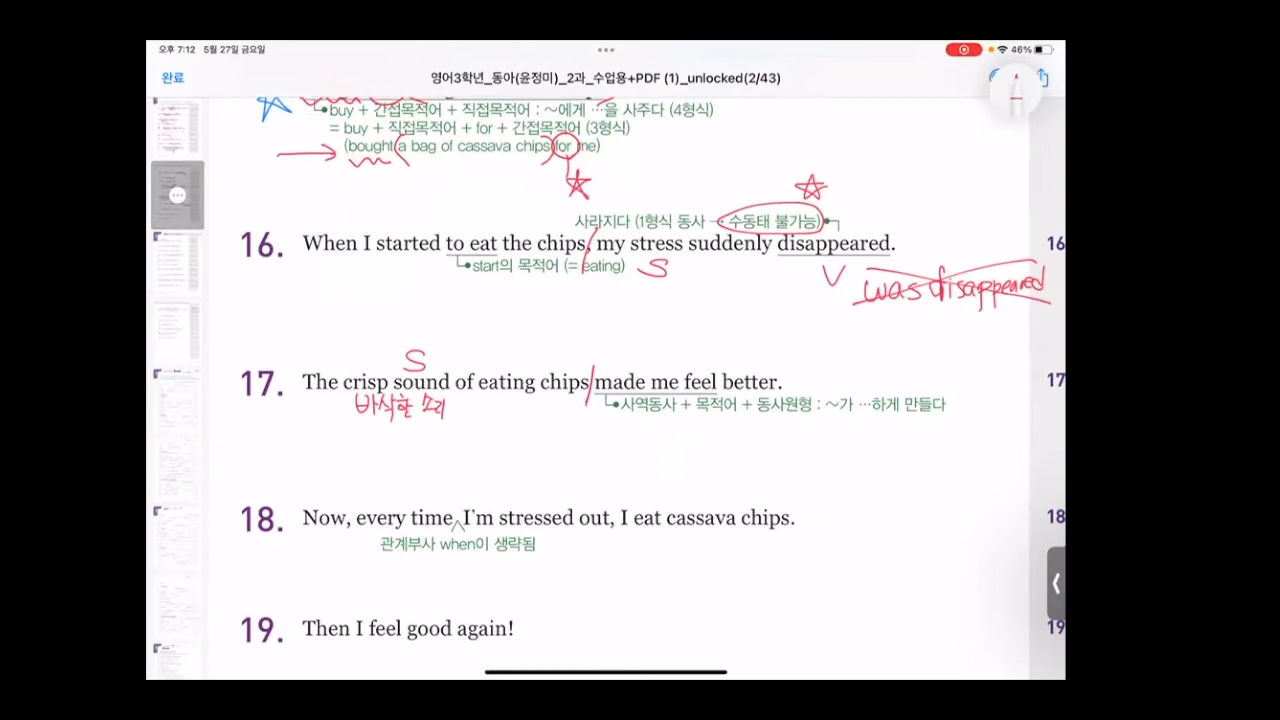 오후 7:12 5월 27일 금요일
46%
완료
영어3학년_동아(윤정미)_2과_수업용+PDF (1)_unlocked(2/43)
buy + 간접목적어 + 직접목적어 : ~에게 …을 사주다 (4형식)
= buy + 직접목적어 + for + 간접목적어 (3형식)
(bought a bag of cassava chips for me)
사라지다 (1형식 동사 → 수동태 불가능)
16. When I started to eat the chips, my stress suddenly disappeared. 16
start의 목적어 (= eating) S
V was disappeared
S
17. The crisp sound of eating chips made me feel better. 17
바삭한 소리 사역동사 + 목적어 + 동사원형 : ~가 …하게 만들다
18. Now, every time I'm stressed out, I eat cassava chips. 18
관계부사 when이 생략됨
19. Then I feel good again! 19